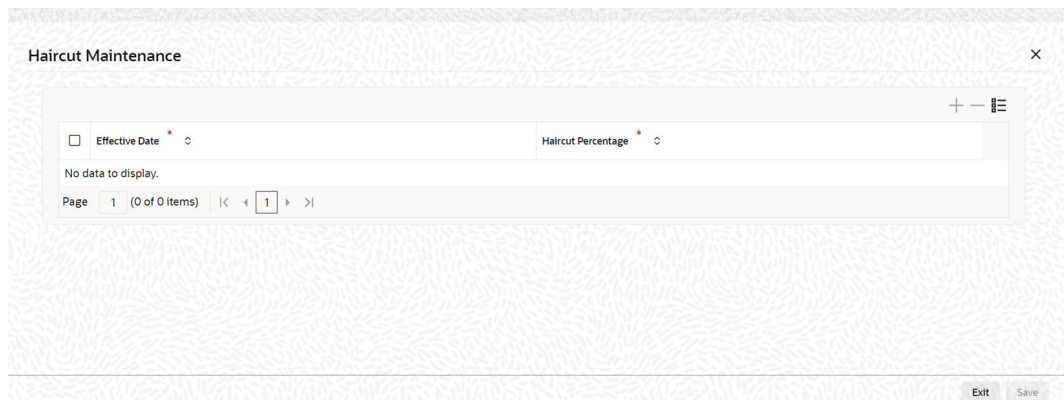 Haircut Maintenance
Effective Date * Haircut Percentage *
No data to display.
Page 1 (0 of 0 items) 1
Exit Save